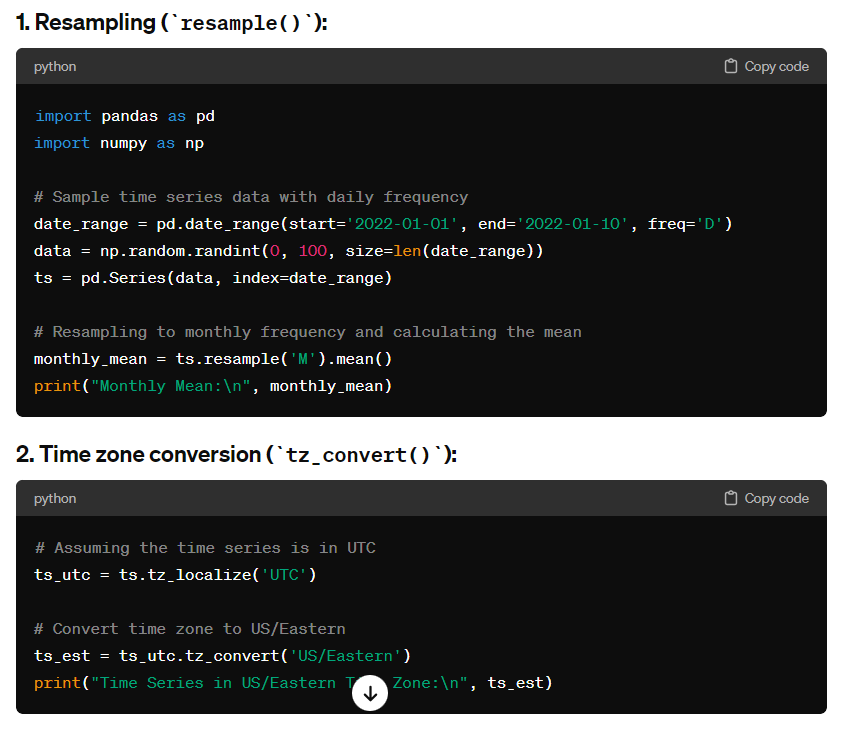 1. Resampling (`resample()`):
python
Copy code
import pandas as pd
import numpy as np
# Sample time series data with daily frequency
date_range = pd.date_range(start='2022-01-01', end='2022-01-10', freq='D')
data = np.random.randint(0, 100, size=len(date_range))
ts = pd.Series(data, index=date_range)
# Resampling to monthly frequency and calculating the mean
monthly_mean = ts.resample('M').mean()
print("Monthly Mean:\n", monthly_mean)
2. Time zone conversion (`tz_convert()`):
python
Copy code
# Assuming the time series is in UTC
ts_utc = ts.tz_localize('UTC')
# Convert time zone to US/Eastern
ts_est = ts_utc.tz_convert('US/Eastern')
print("Time Series in US/Eastern Zone:\n", ts_est)